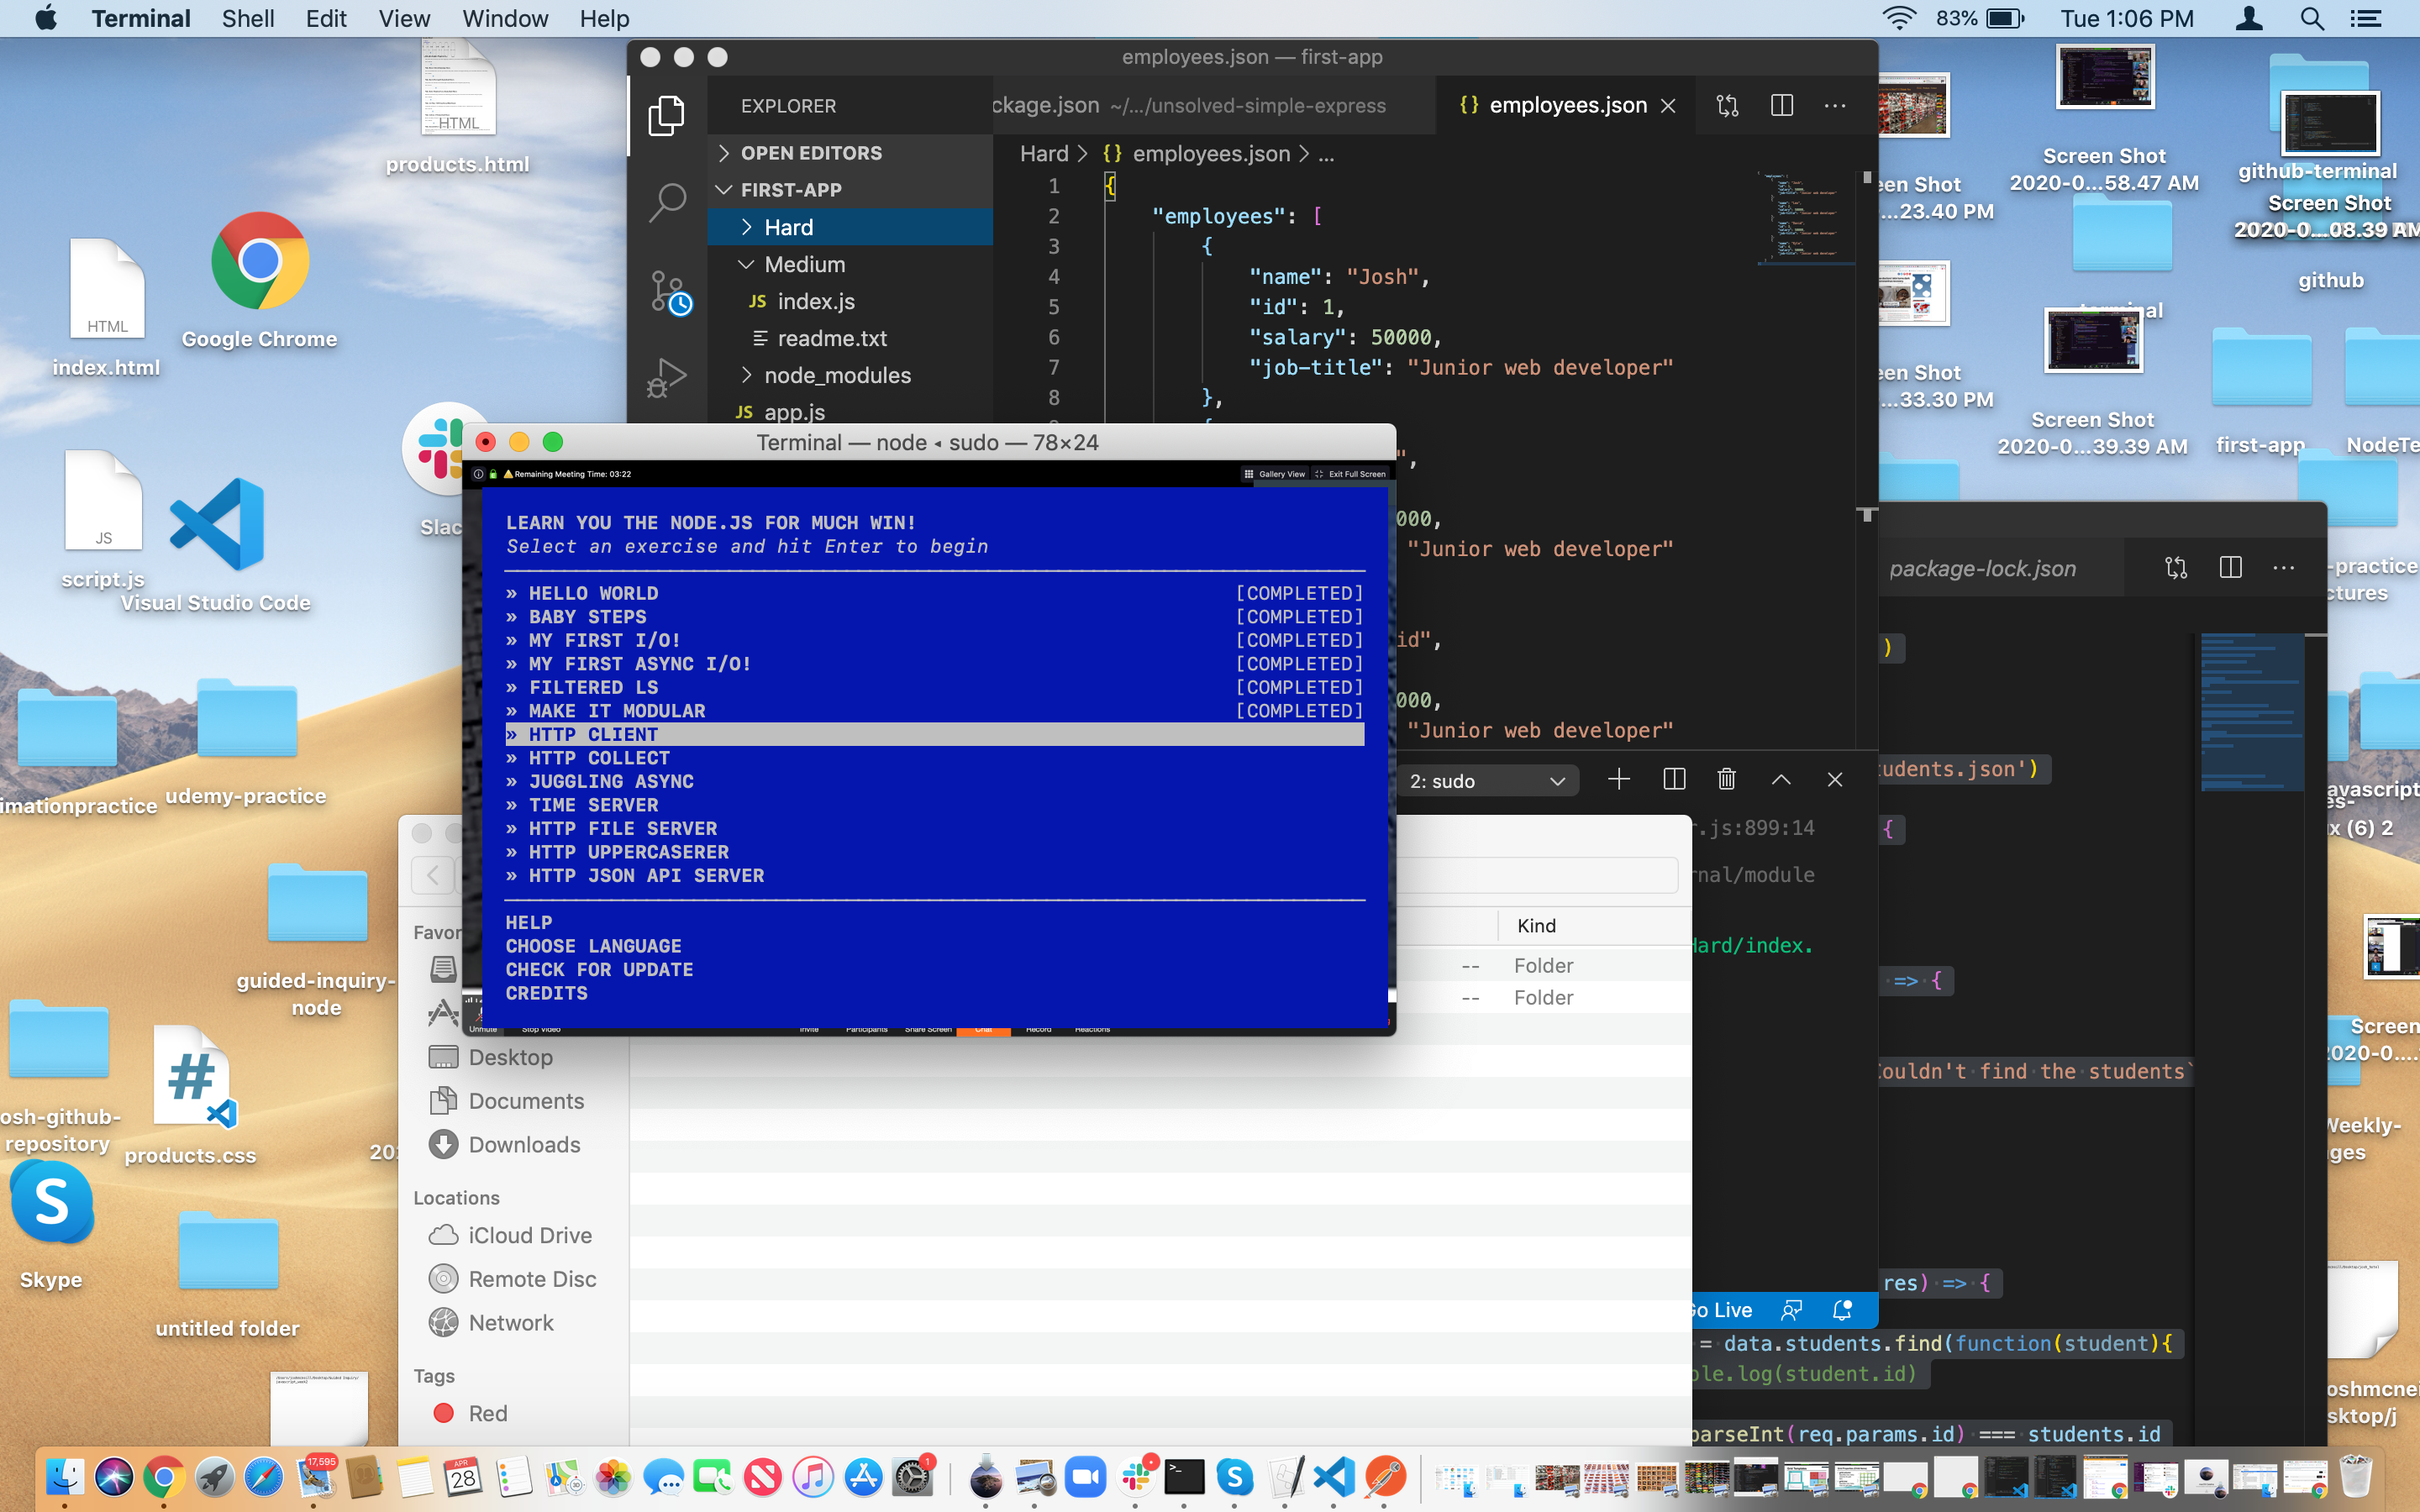 Terminal Shell Edit View Window Help
83% Tue 1:06 PM
employees.json — first-app
EXPLORER
OPEN EDITORS
FIRST-APP
Hard
Medium
JS index.js
readme.txt
node_modules
JS app.js
ckage.json ~/.../unsolved-simple-express
{} employees.json
Hard > {} employees.json > ...
1 {
2 "employees": [
3 {
4 "name": "Josh",
5 "id": 1,
6 "salary": 50000,
7 "job-title": "Junior web developer"
8 },
",
000,
"Junior web developer"
id",
000,
"Junior web developer"
2: sudo
r.js:899:14
rnal/module
Hard/index.
Go Live
Terminal — node ◂ sudo — 78×24
Remaining Meeting Time: 03:22
Gallery View
Exit Full Screen
LEARN YOU THE NODE.JS FOR MUCH WIN!
Select an exercise and hit Enter to begin
» HELLO WORLD [COMPLETED]
» BABY STEPS [COMPLETED]
» MY FIRST I/O! [COMPLETED]
» MY FIRST ASYNC I/O! [COMPLETED]
» FILTERED LS [COMPLETED]
» MAKE IT MODULAR [COMPLETED]
» HTTP CLIENT
» HTTP COLLECT
» JUGGLING ASYNC
» TIME SERVER
» HTTP FILE SERVER
» HTTP UPPERCASERER
» HTTP JSON API SERVER
HELP
CHOOSE LANGUAGE
CHECK FOR UPDATE
CREDITS
Unmute Stop Video Invite Participants Share Screen Chat Record Reactions
Favor
Desktop
Documents
Downloads
Locations
iCloud Drive
Remote Disc
Network
Tags
Red
Kind
-- Folder
-- Folder
package-lock.json
)
tudents.json')
{
=> {
Couldn't find the students`
res) => {
= data.students.find(function(student){
ole.log(student.id)
parseInt(req.params.id) === students.id
HTML
products.html
HTML
index.html
Google Chrome
JS
script.js
Visual Studio Code
Slac
imationpractice
udemy-practice
guided-inquiry-
node
osh-github-
repository
#
products.css
20
S
Skype
untitled folder
een Shot
...23.40 PM
Screen Shot
2020-0...58.47 AM
github-terminal
Screen Shot
2020-0...08.39 AM
github
een Shot
...33.30 PM
Screen Shot
2020-0...39.39 AM
first-app
NodeTe
-practice
ctures
avascript
es-
x (6) 2
Screen
2020-0....
Weekly-
ges
oshmcnei
sktop/j
17,595
APR
28
1